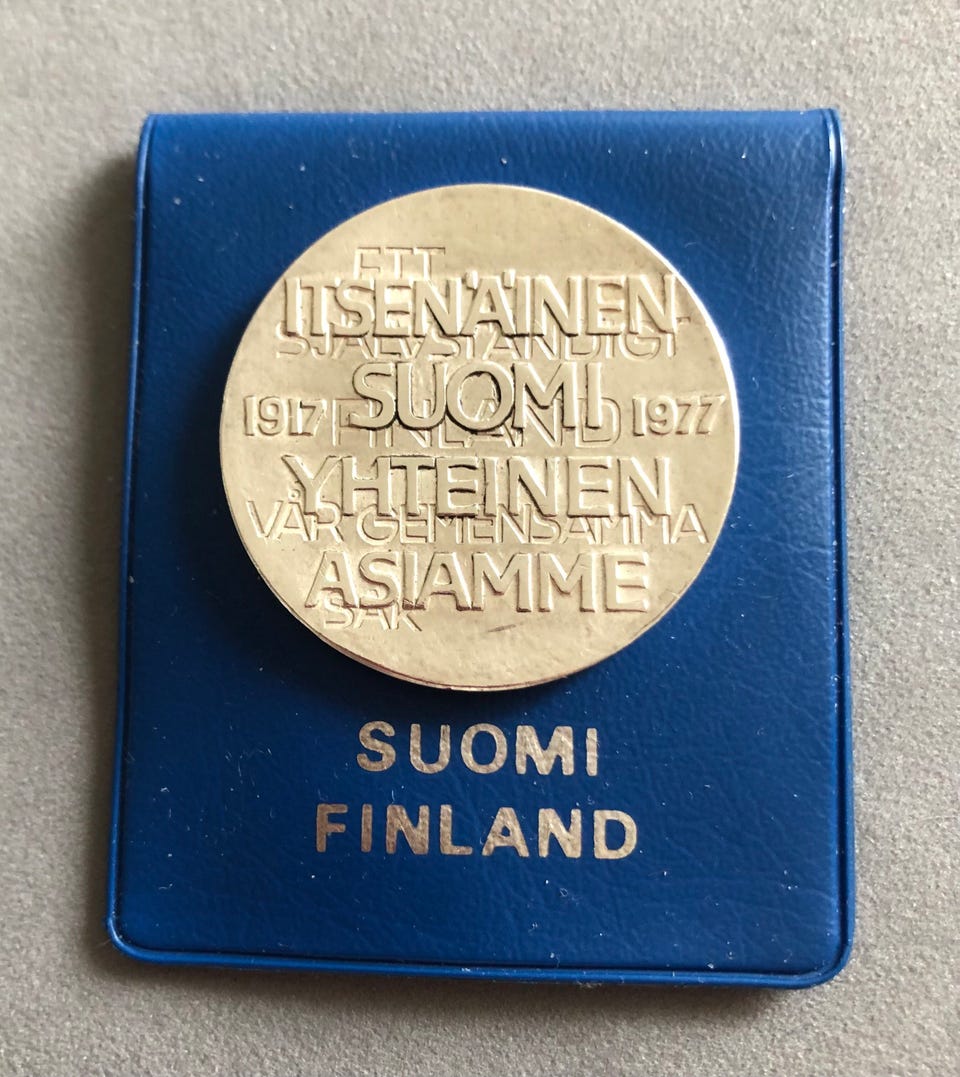 ETT
ITSENÄINEN
SJÄLVSTÄNDIGT
SUOMI
1917 FINLAND 1977
YHTEINEN
VÅR GEMENSAMMA
ASIAMME
SAK
SUOMI
FINLAND